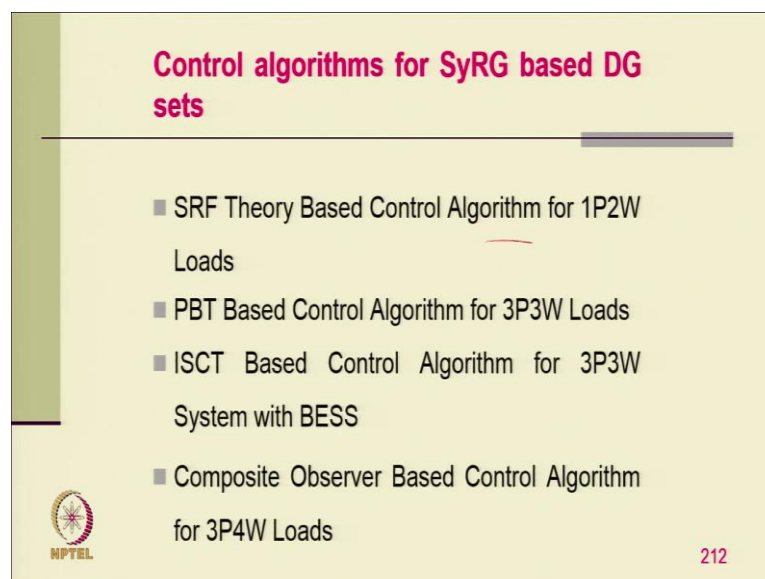 Control algorithms for SyRG based DG
sets
SRF Theory Based Control Algorithm for 1P2W
Loads
PBT Based Control Algorithm for 3P3W Loads
ISCT Based Control Algorithm for 3P3W
System with BESS
Composite Observer Based Control Algorithm
for 3P4W Loads
NPTEL
212